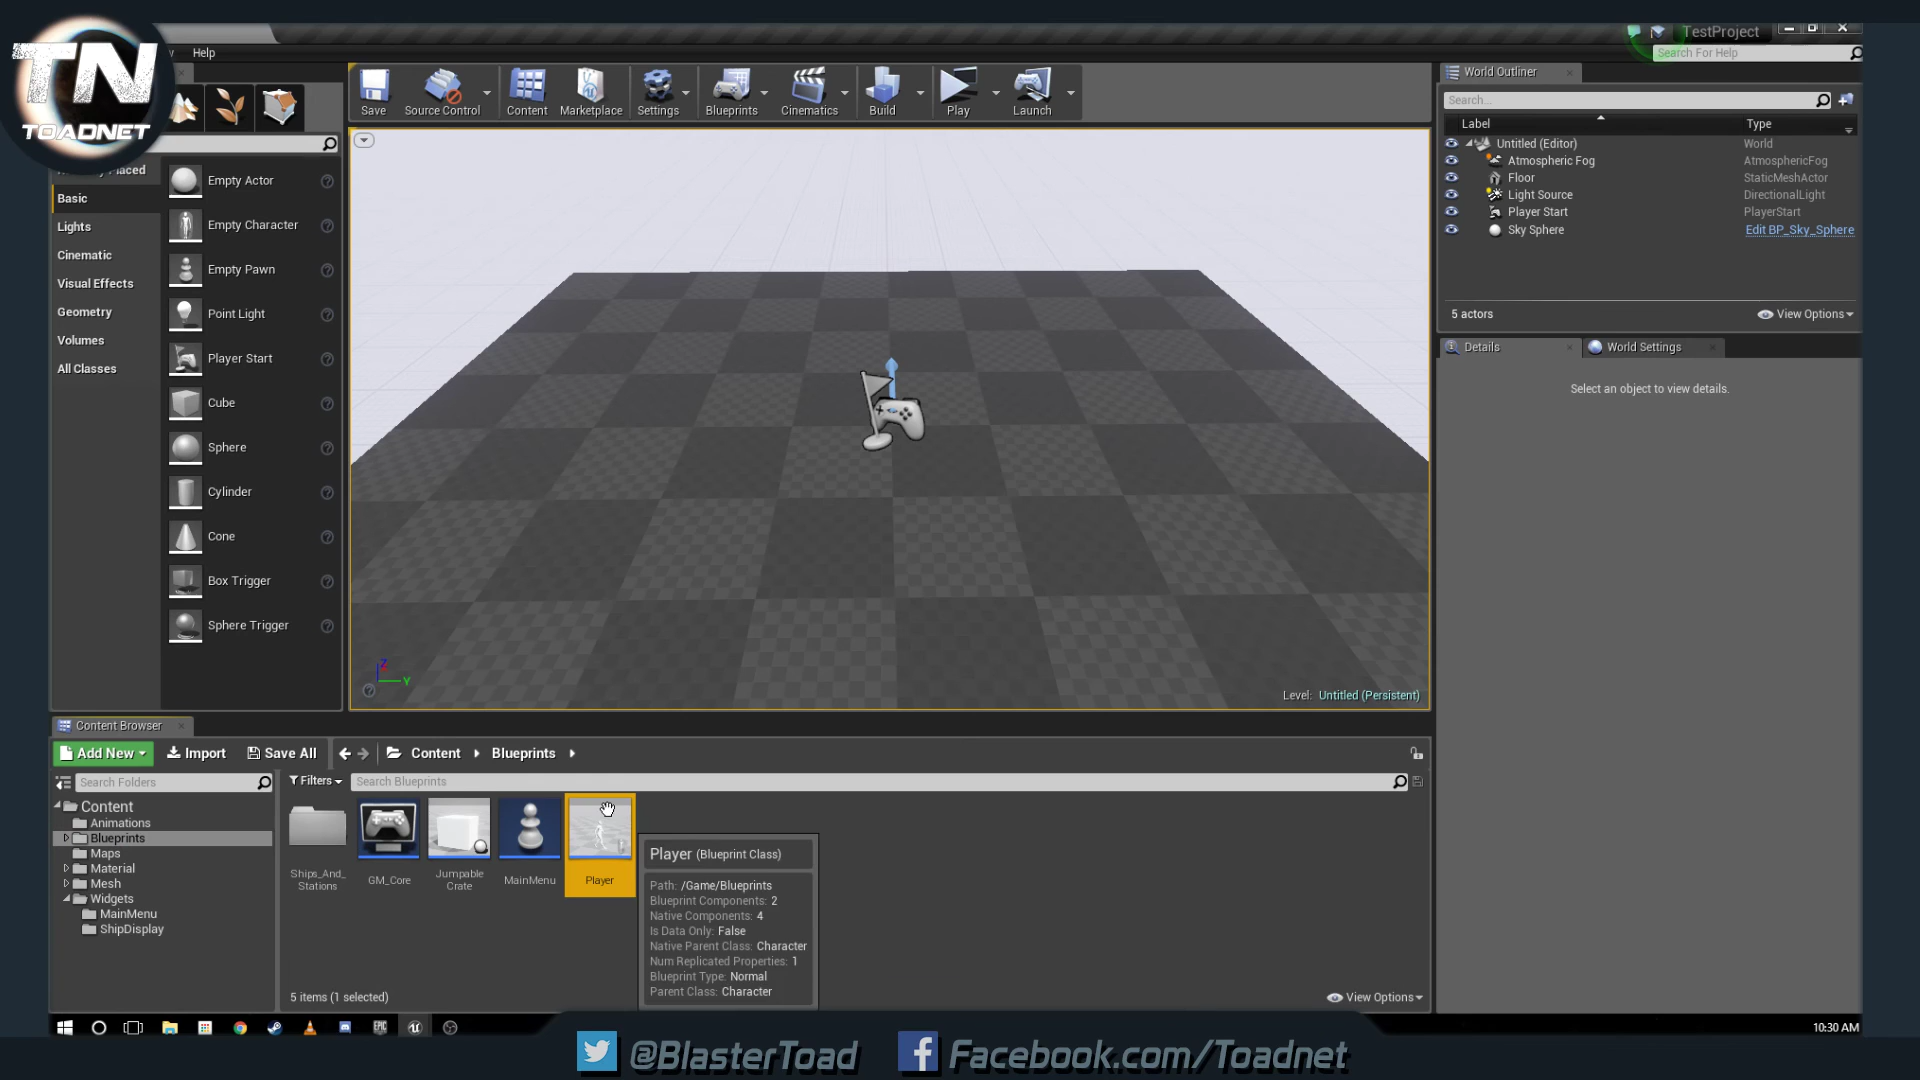 TN
TOADNET
Help
TestProject
Search For Help
Save
Source Control
Content
Marketplace
Settings
Blueprints
Cinematics
Build
Play
Launch
World Outliner
Search...
Label
Type
Untitled (Editor)
World
Atmospheric Fog
AtmosphericFog
Floor
StaticMeshActor
Light Source
DirectionalLight
Player Start
PlayerStart
Sky Sphere
Edit BP_Sky_Sphere
5 actors
View Options
Details
World Settings
Select an object to view details.
Basic
Lights
Cinematic
Visual Effects
Geometry
Volumes
All Classes
Empty Actor
Empty Character
Empty Pawn
Point Light
Player Start
Cube
Sphere
Cylinder
Cone
Box Trigger
Sphere Trigger
Z
Y
Level: Untitled (Persistent)
Content Browser
Add New
Import
Save All
Content
Blueprints
Search Folders
Filters
Search Blueprints
Content
Animations
Blueprints
Maps
Material
Mesh
Widgets
MainMenu
ShipDisplay
Ships_And_
Stations
GM_Core
Jumpable
Crate
MainMenu
Player
Player (Blueprint Class)
Path: /Game/Blueprints
Blueprint Components: 2
Native Components: 4
Is Data Only: False
Native Parent Class: Character
Num Replicated Properties: 1
Blueprint Type: Normal
Parent Class: Character
5 items (1 selected)
View Options
EPIC
10:30 AM
@BlasterToad
Facebook.com/Toadnet